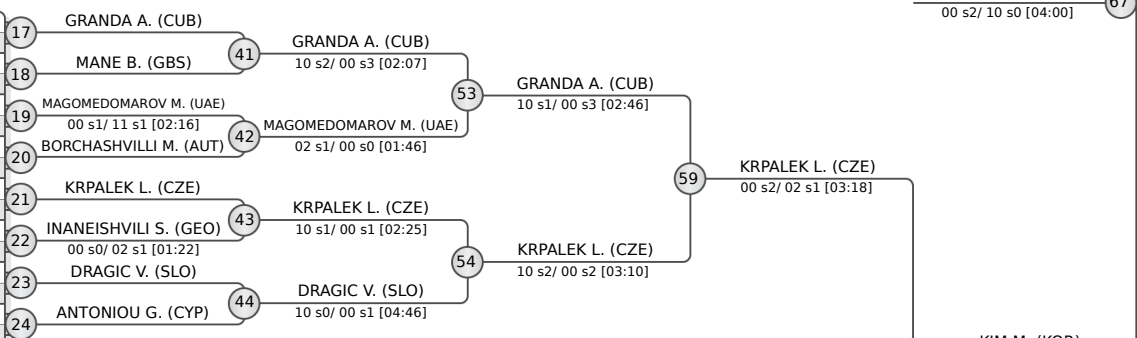 00 s2/ 10 s0 [04:00]
67
17
GRANDA A. (CUB)
18
MANE B. (GBS)
41
GRANDA A. (CUB)
10 s2/ 00 s3 [02:07]
19
MAGOMEDOMAROV M. (UAE)
00 s1/ 11 s1 [02:16]
20
BORCHASHVILLI M. (AUT)
42
MAGOMEDOMAROV M. (UAE)
02 s1/ 00 s0 [01:46]
53
GRANDA A. (CUB)
10 s1/ 00 s3 [02:46]
21
KRPALEK L. (CZE)
22
INANEISHVILI S. (GEO)
00 s0/ 02 s1 [01:22]
43
KRPALEK L. (CZE)
10 s1/ 00 s1 [02:25]
23
DRAGIC V. (SLO)
24
ANTONIOU G. (CYP)
44
DRAGIC V. (SLO)
10 s0/ 00 s1 [04:46]
54
KRPALEK L. (CZE)
10 s2/ 00 s2 [03:10]
59
KRPALEK L. (CZE)
00 s2/ 02 s1 [03:18]
KIM M. (KOR)